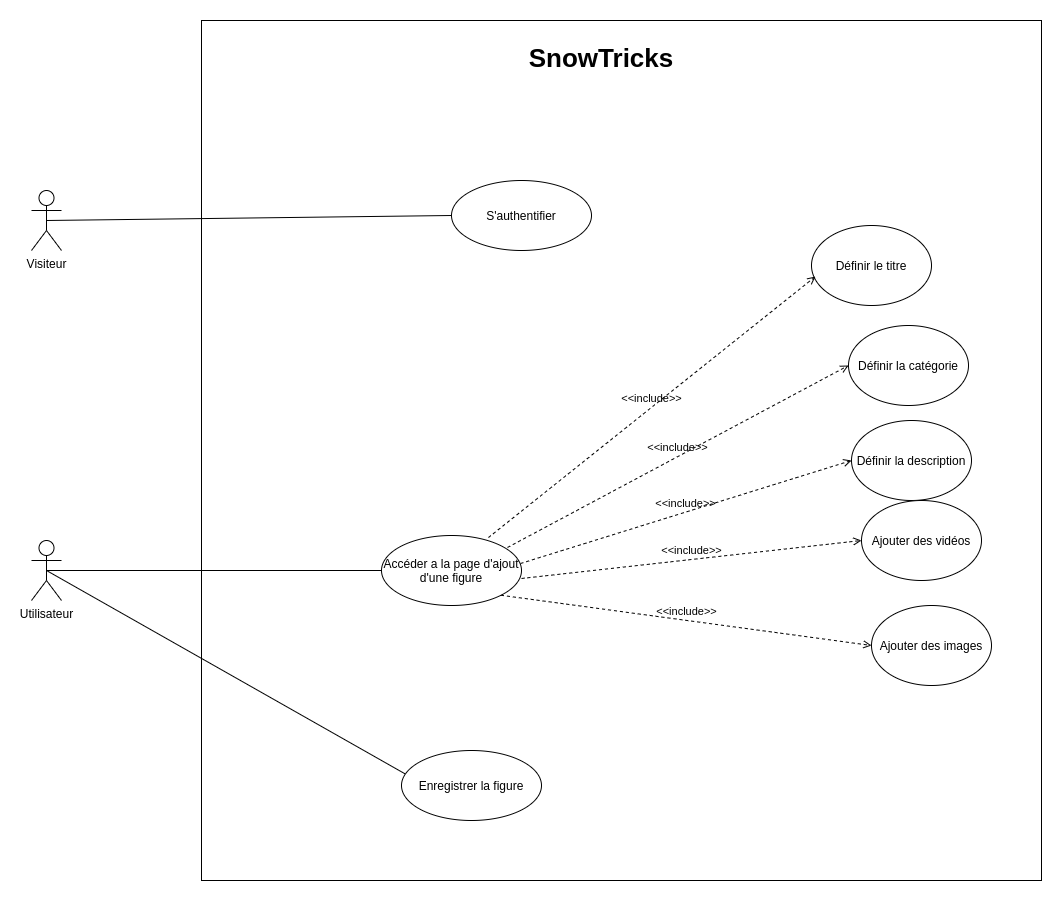 SnowTricks
Visiteur
S'authentifier
Définir le titre
Définir la catégorie
<<include>>
<<include>>
Définir la description
<<include>>
Ajouter des vidéos
<<include>>
Accéder a la page d'ajout
d'une figure
Utilisateur
<<include>>
Ajouter des images
Enregistrer la figure